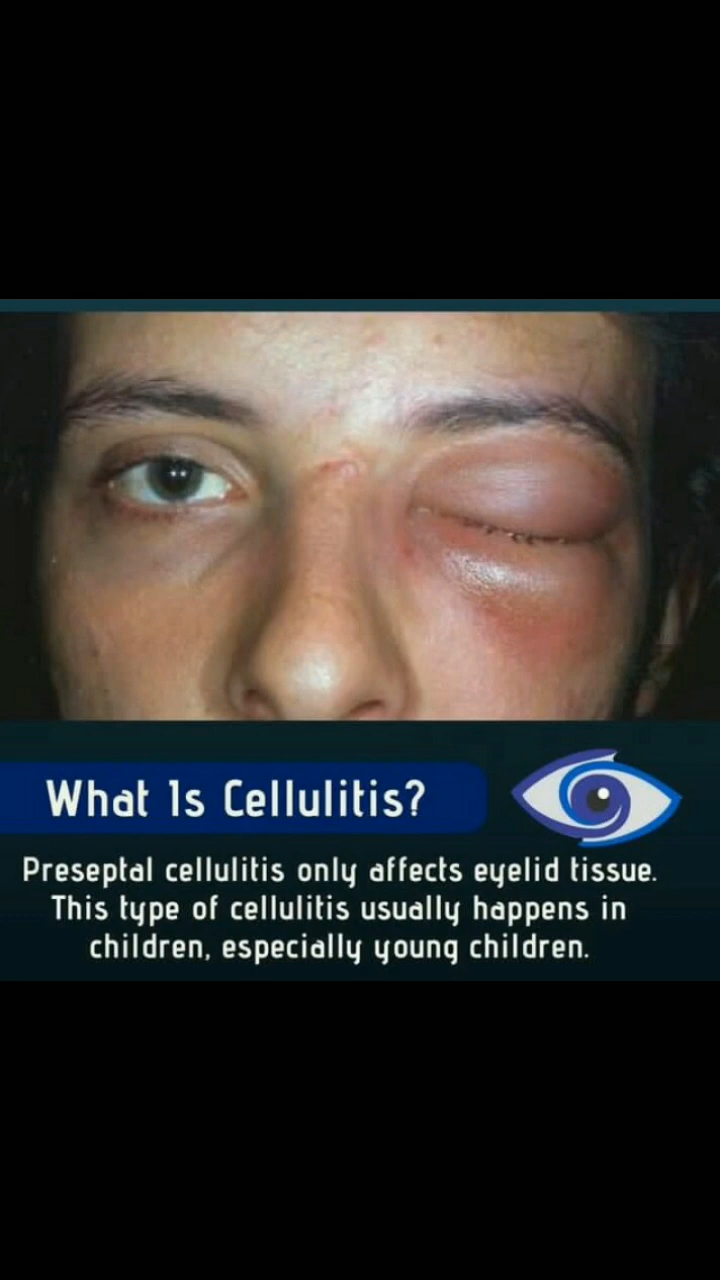 What Is Cellulitis?
Preseptal cellulitis only affects eyelid tissue.
This type of cellulitis usually happens in
children, especially young children.